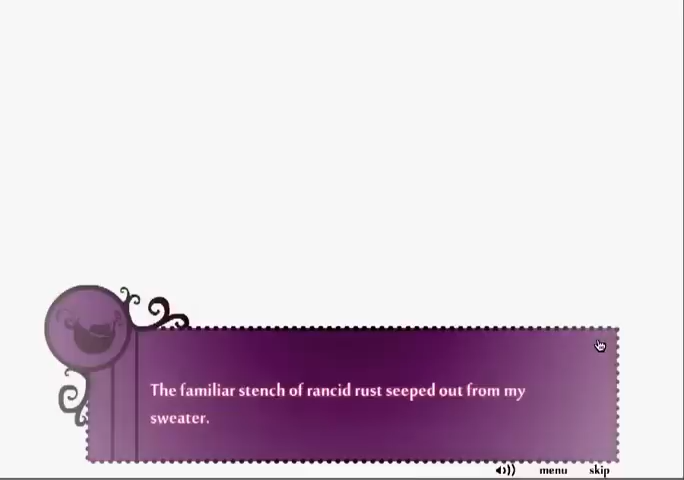 The familiar stench of rancid rust seeped out from my
sweater.
menu skip